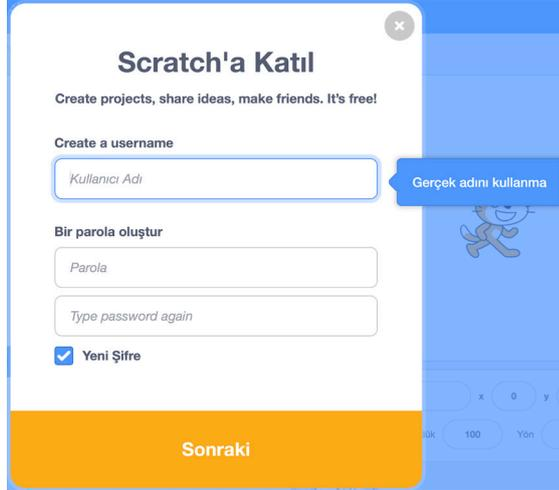 Scratch'a Katıl
Create projects, share ideas, make friends. It's free!
Create a username
Kullanıcı Adı
Gerçek adını kullanma
Bir parola oluştur
Parola
Type password again
Yeni Şifre
x 0 y
100 Yön
Sonraki